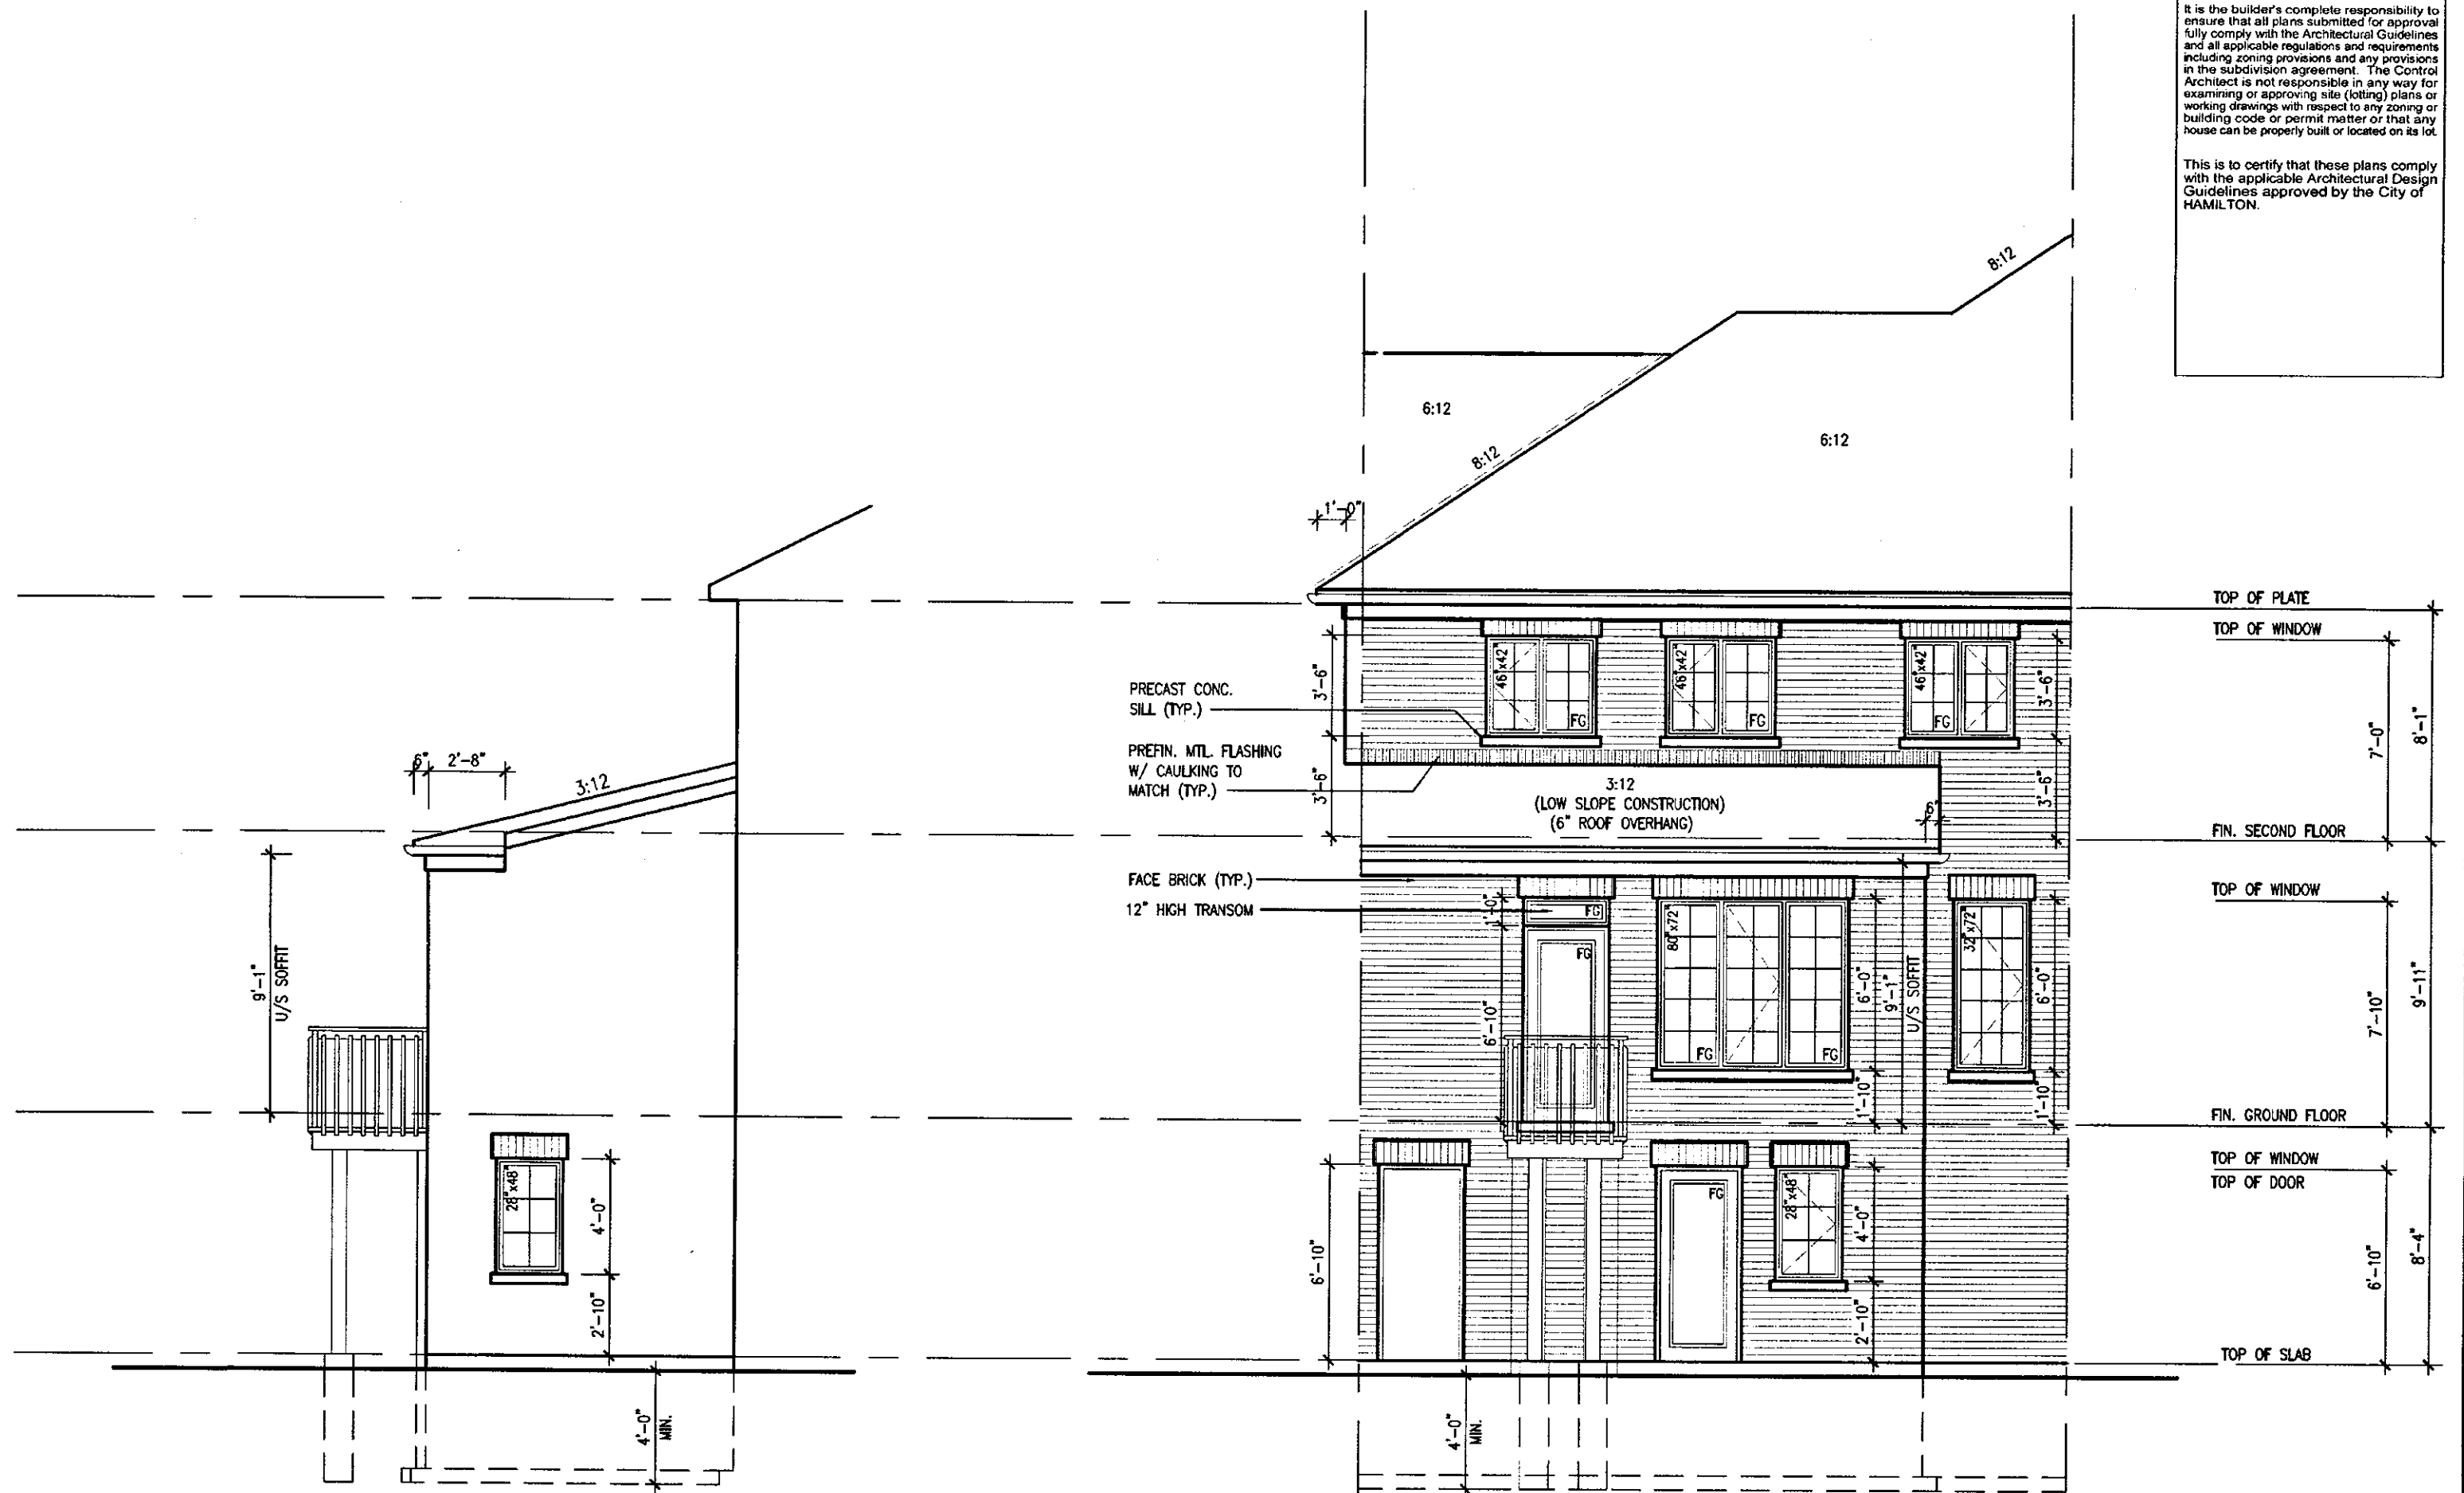 It is the builder's complete responsibility to
ensure that all plans submitted for approval
fully comply with the Architectural Guidelines
and all applicable regulations and requirements
including zoning provisions and any provisions
in the subdivision agreement. The Control
Architect is not responsible in any way for
examining or approving site (lotting) plans or
working drawings with respect to any zoning or
building code or permit matter or that any
house can be properly built or located on its lot.
This is to certify that these plans comply
with the applicable Architectural Design
Guidelines approved by the City of
HAMILTON.
8:12
6:12
6:12
8:12
1'-0"
TOP OF PLATE
TOP OF WINDOW
46"x42"
FG
46"x42"
FG
46"x42"
FG
3'-6"
3'-6"
7'-0"
8'-1"
PRECAST CONC.
SILL (TYP.)
PREFIN. MTL. FLASHING
W/ CAULKING TO
MATCH (TYP.)
3'-6"
3'-6"
3:12
(LOW SLOPE CONSTRUCTION)
(6" ROOF OVERHANG)
6"
6"
2'-8"
3:12
FIN. SECOND FLOOR
FACE BRICK (TYP.)
12" HIGH TRANSOM
1'-0"
FG
FG
6'-10"
80"x72"
FG
FG
6'-0"
1'-10"
9'-1"
U/S SOFFIT
32"x72"
6'-0"
1'-10"
TOP OF WINDOW
7'-10"
9'-11"
9'-1"
U/S SOFFIT
FIN. GROUND FLOOR
TOP OF WINDOW
TOP OF DOOR
28"x48"
4'-0"
2'-10"
6'-10"
FG
28"x48"
4'-0"
2'-10"
6'-10"
8'-4"
TOP OF SLAB
4'-0"
MIN.
4'-0"
MIN.